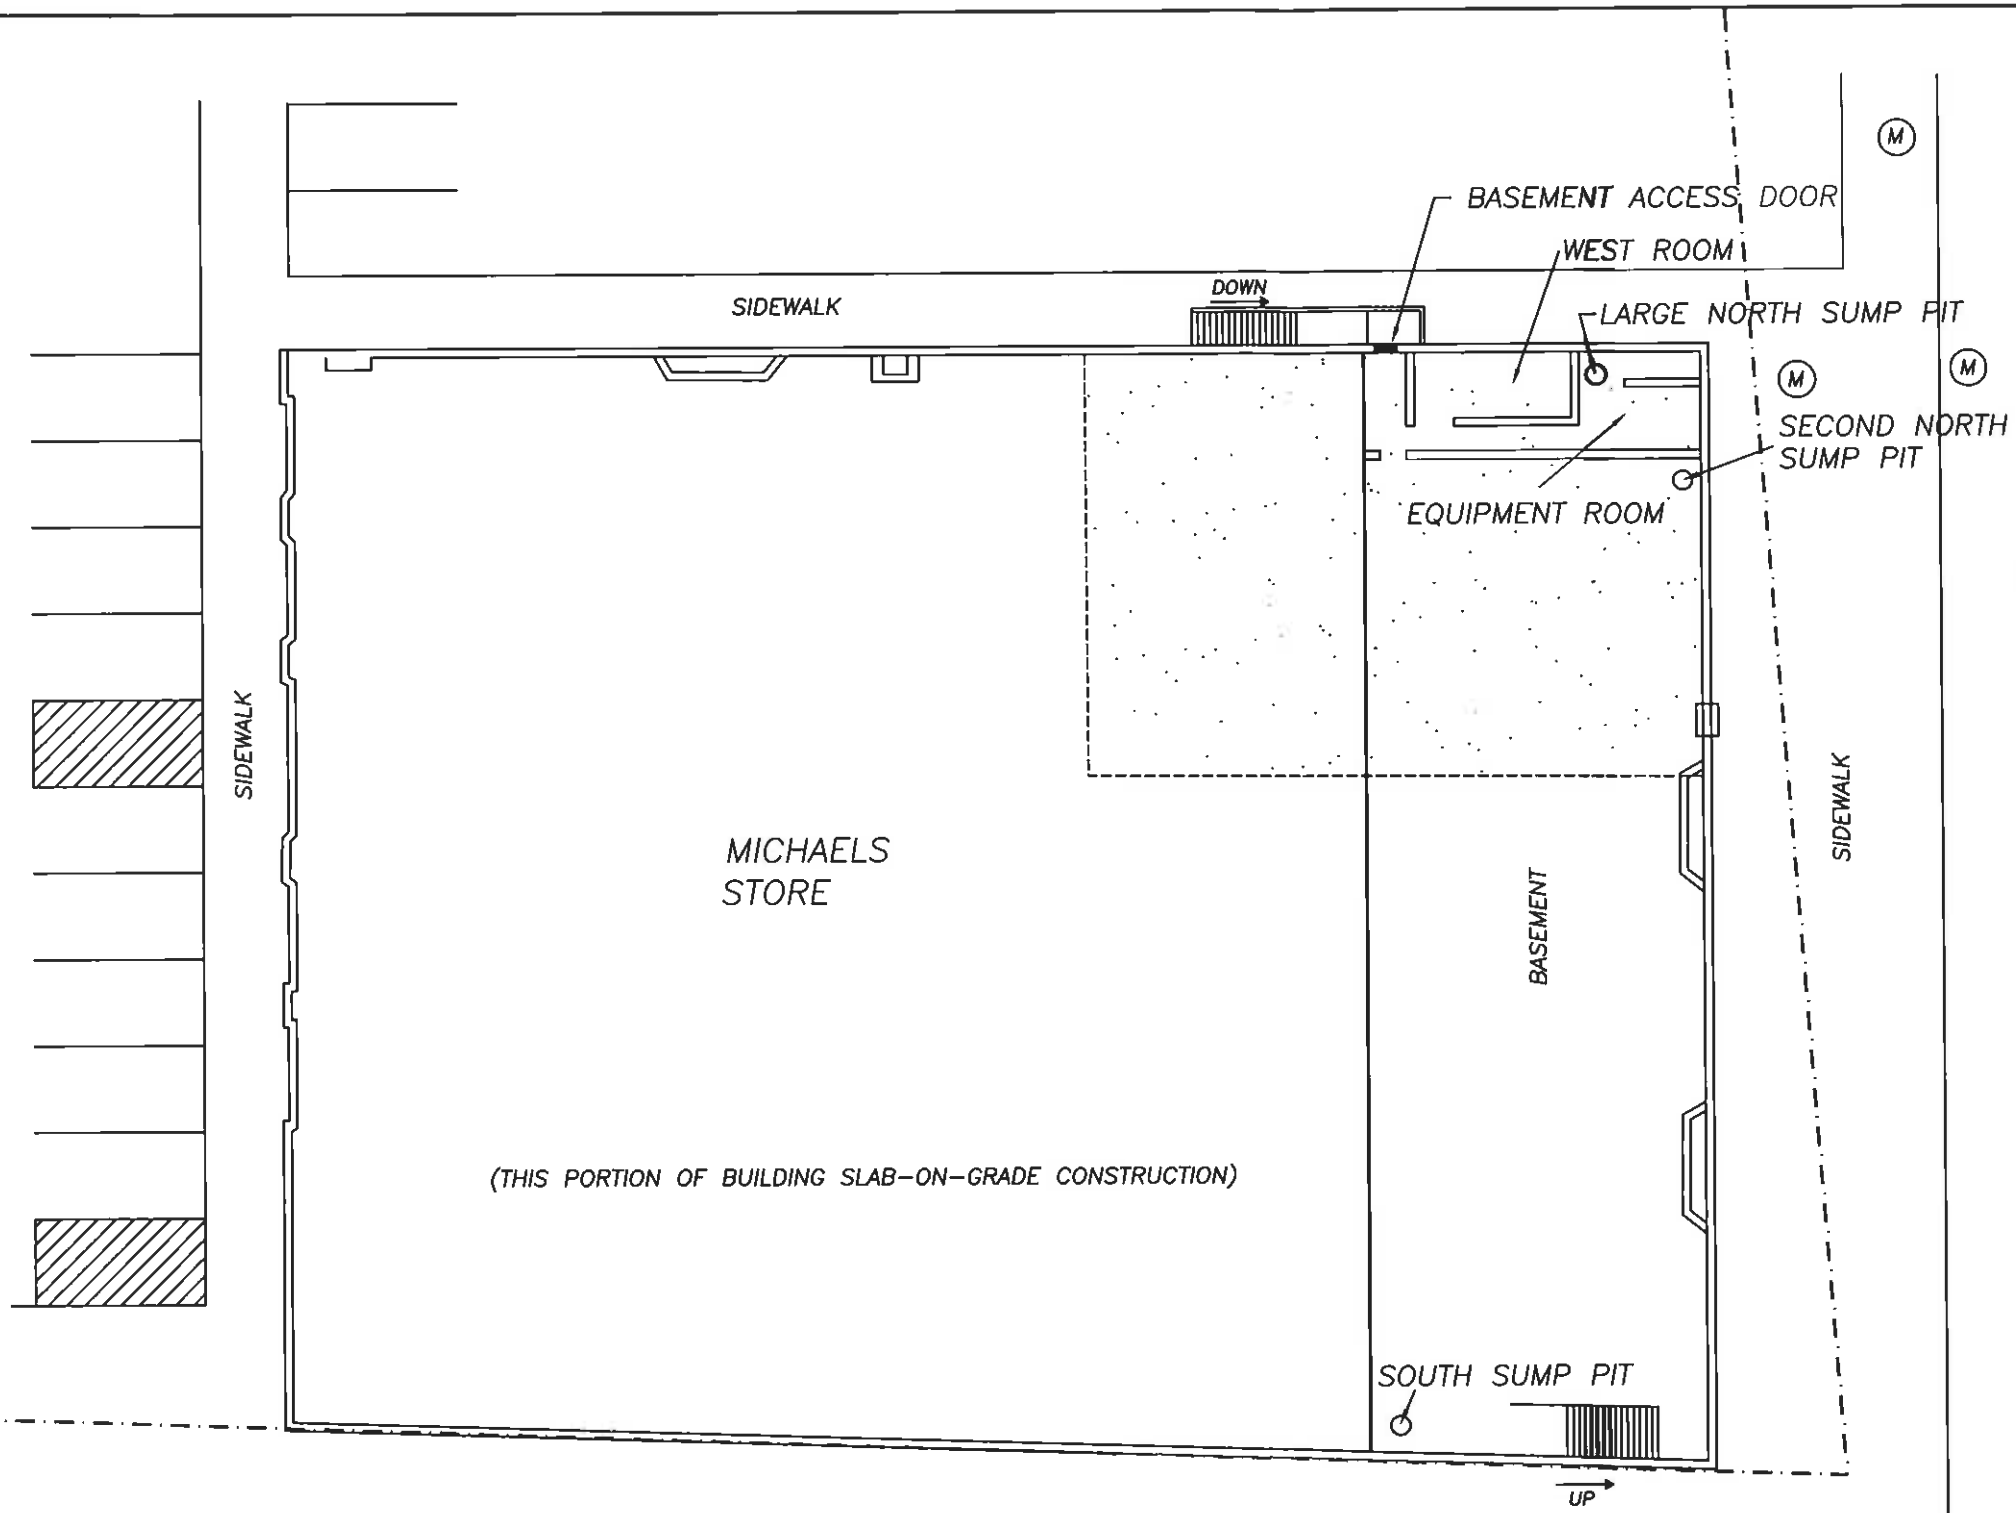 M
BASEMENT ACCESS DOOR
WEST ROOM
DOWN
SIDEWALK
LARGE NORTH SUMP PIT
M
M
SECOND NORTH
SUMP PIT
EQUIPMENT ROOM
SIDEWALK
SIDEWALK
MICHAELS
STORE
BASEMENT
(THIS PORTION OF BUILDING SLAB-ON-GRADE CONSTRUCTION)
SOUTH SUMP PIT
UP